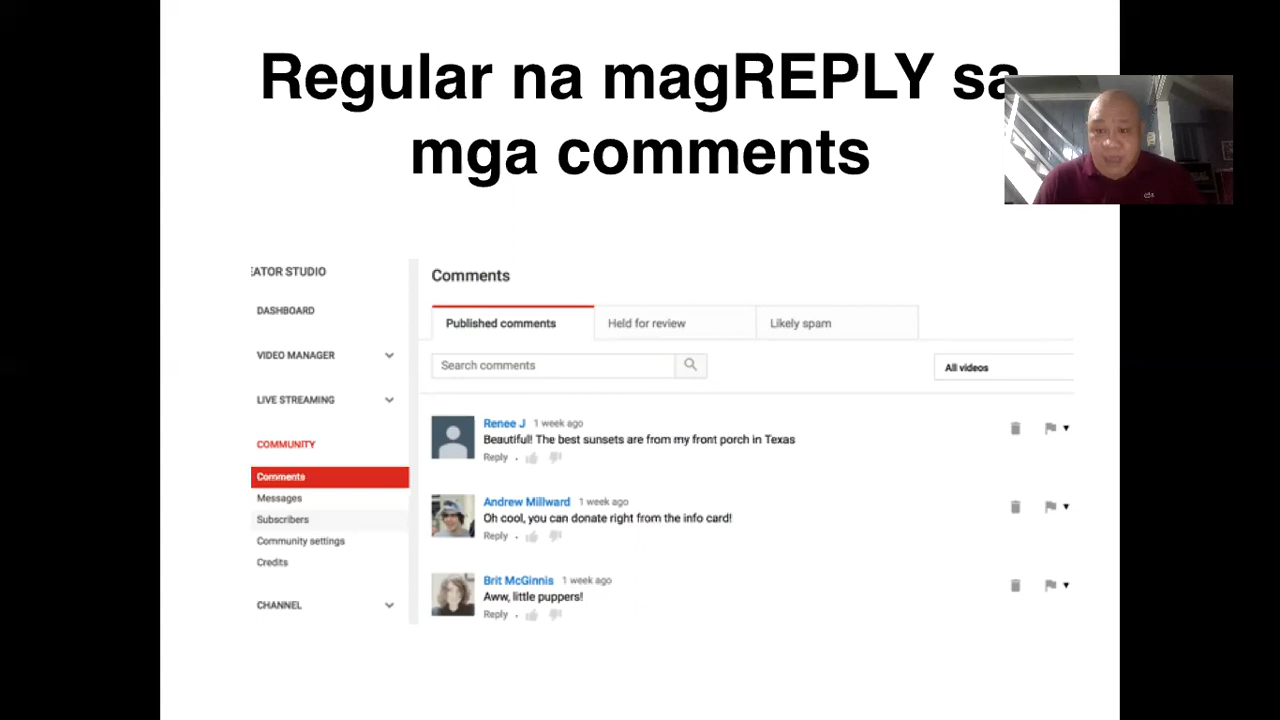 Regular na magREPLY sa
mga comments
EATOR STUDIO
DASHBOARD
VIDEO MANAGER
LIVE STREAMING
COMMUNITY
Comments
Messages
Subscribers
Community settings
Credits
CHANNEL
Comments
Published comments
Held for review
Likely spam
Search comments
All videos
Renee J 1 week ago
Beautiful! The best sunsets are from my front porch in Texas
Reply
Andrew Millward 1 week ago
Oh cool, you can donate right from the info card!
Reply
Brit McGinnis 1 week ago
Aww, little puppers!
Reply